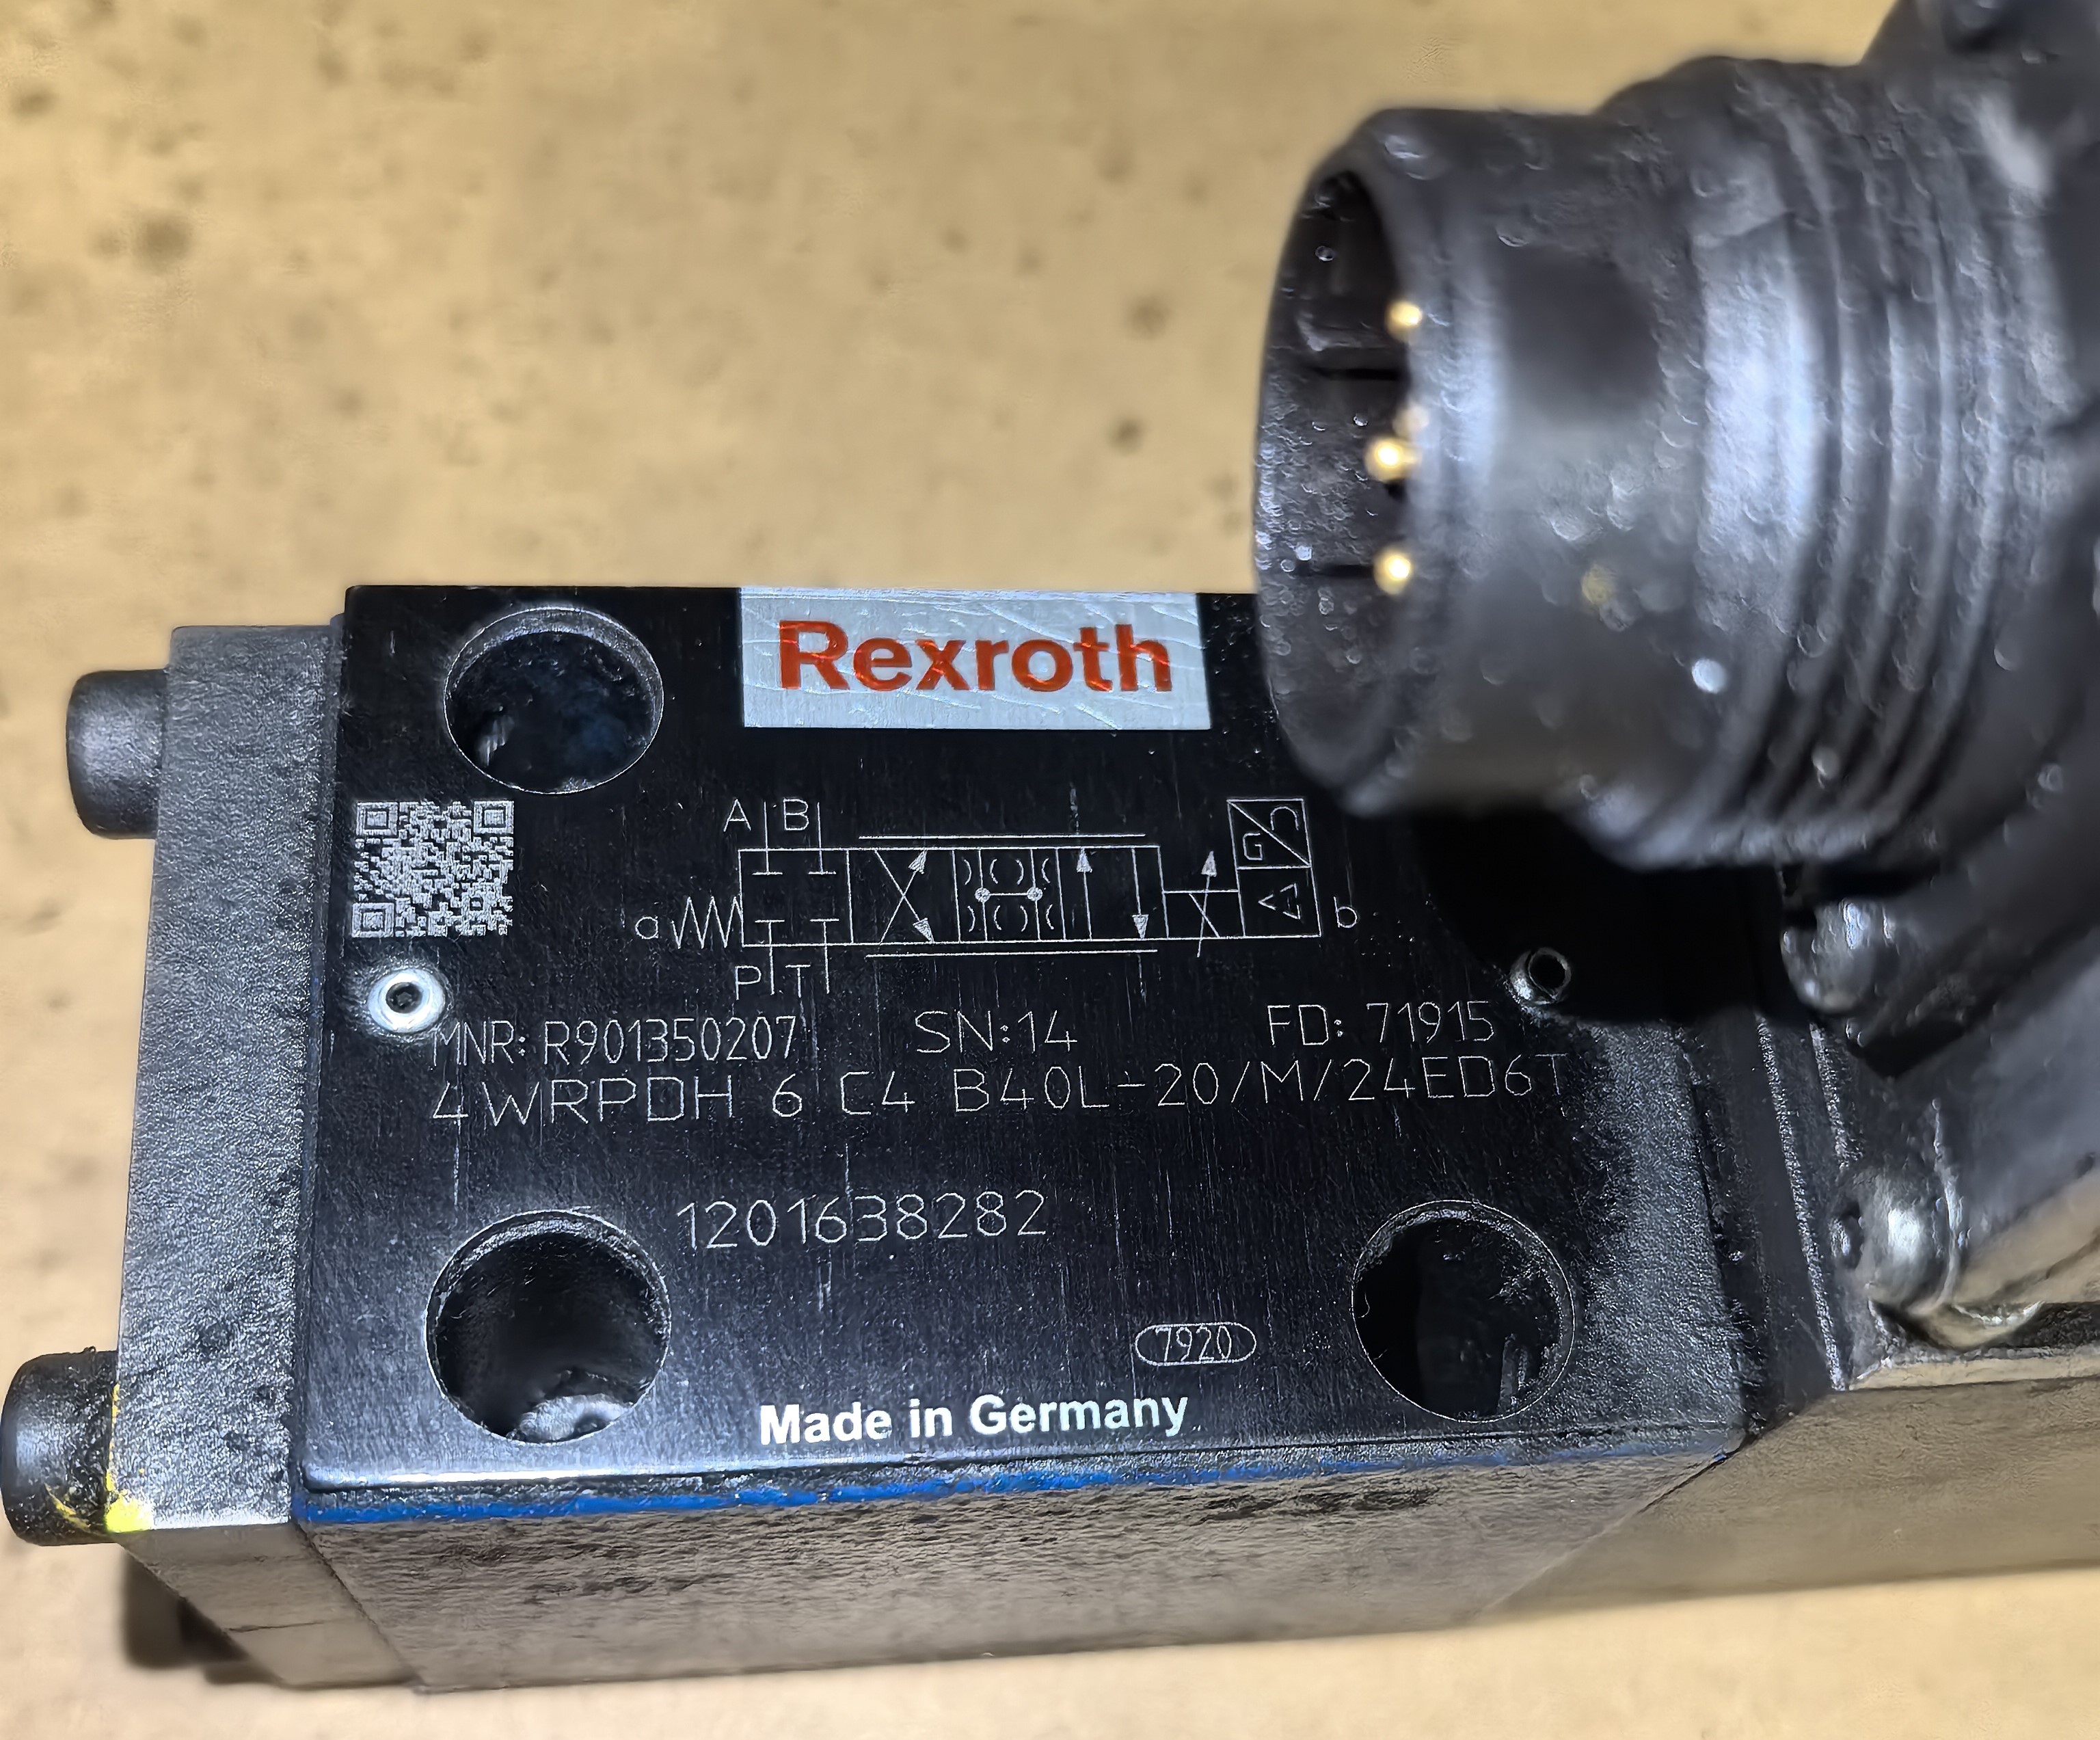 Rexroth
A B
a b
P T
MNR: R901350207 SN:14 FD: 71915
4WRPDH 6 C4 B40L-20/M/24ED6T
1201638282
7920
Made in Germany